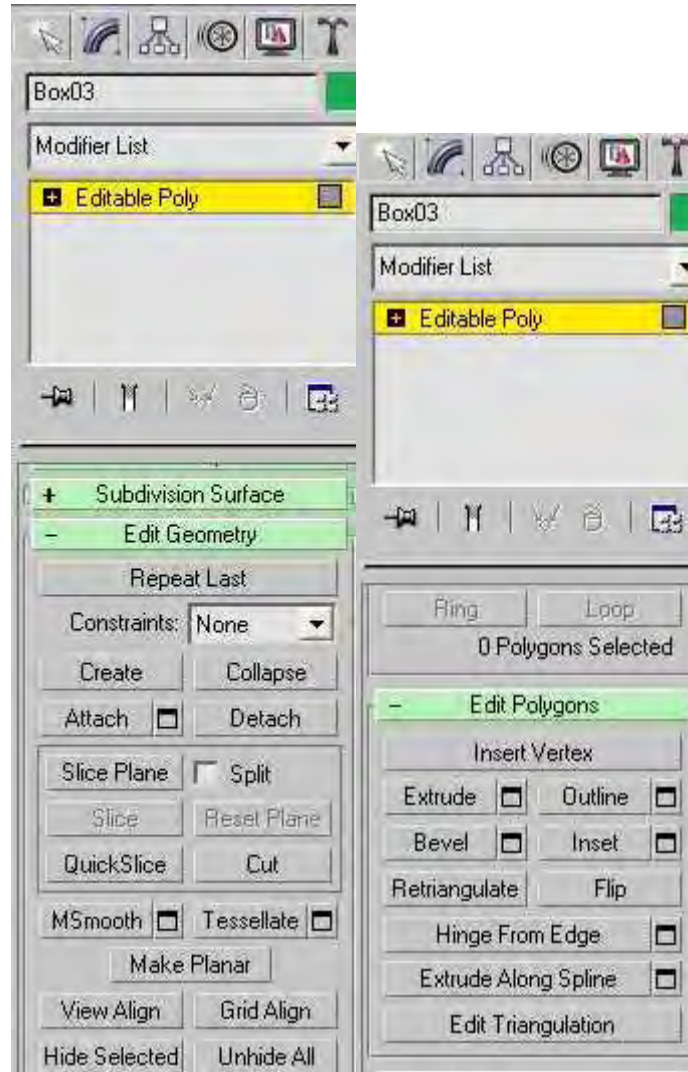 Box03
Modifier List
Editable Poly
+ Subdivision Surface
- Edit Geometry
Repeat Last
Constraints: None
Create Collapse
Attach Detach
Slice Plane Split
Slice Reset Plane
QuickSlice Cut
MSmooth Tessellate
Make Planar
View Align Grid Align
Hide Selected Unhide All
Box03
Modifier List
Editable Poly
Ring Loop
0 Polygons Selected
- Edit Polygons
Insert Vertex
Extrude Outline
Bevel Inset
Retriangulate Flip
Hinge From Edge
Extrude Along Spline
Edit Triangulation